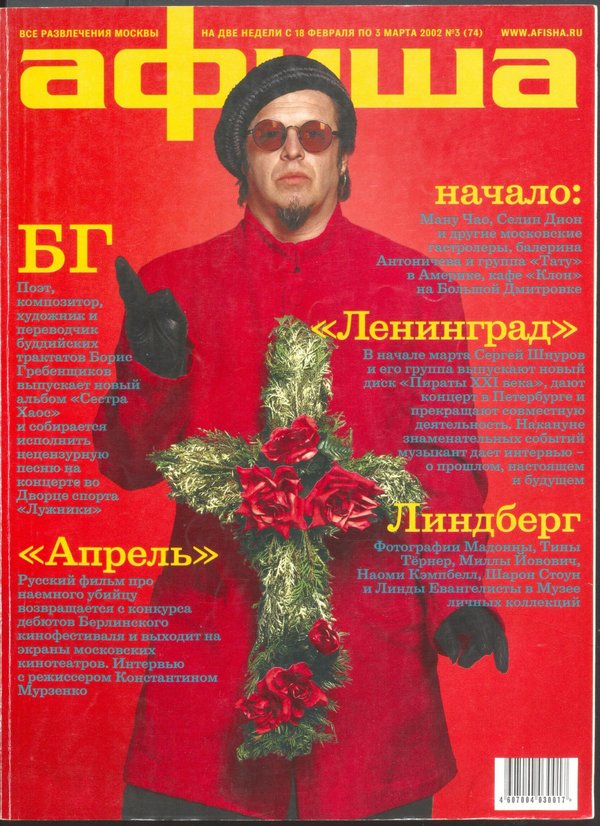 ВСЕ РАЗВЛЕЧЕНИЯ МОСКВЫ
НА ДВЕ НЕДЕЛИ С 18 ФЕВРАЛЯ ПО 3 МАРТА 2002 №3 (74)
WWW.AFISHA.RU
афиша
начало:
Ману Чао, Селин Дион
и другие московские
гастролеры, балерина
Антоничева и группа «Тату»
в Америке, кафе «Клон»
на Большой Дмитровке
БГ
Поэт,
композитор,
художник и
переводчик
буддийских
трактатов Борис
Гребенщиков
выпускает новый
альбом «Сестра
Хаос»
и собирается
исполнить
нецензурную
песню на
концерте во
Дворце спорта
«Лужники»
«Ленинград»
В начале марта Сергей Шнуров
и его группа выпускают новый
диск «Пираты XXI века», дают
концерт в Петербурге и
прекращают совместную
деятельность. Накануне
знаменательных событий
музыкант дает интервью –
о прошлом, настоящем
и будущем
Линдберг
Фотографии Мадонны, Тины
Тёрнер, Миллы Йовович,
Наоми Кэмпбелл, Шарон Стоун
и Линды Евангелисты в Музее
личных коллекций
«Апрель»
Русский фильм про
наемного убийцу
возвращается с конкурса
дебютов Берлинского
кинофестиваля и выходит на
экраны московских
кинотеатров. Интервью
с режиссером Константином
Мурзенко
4 607004 030017